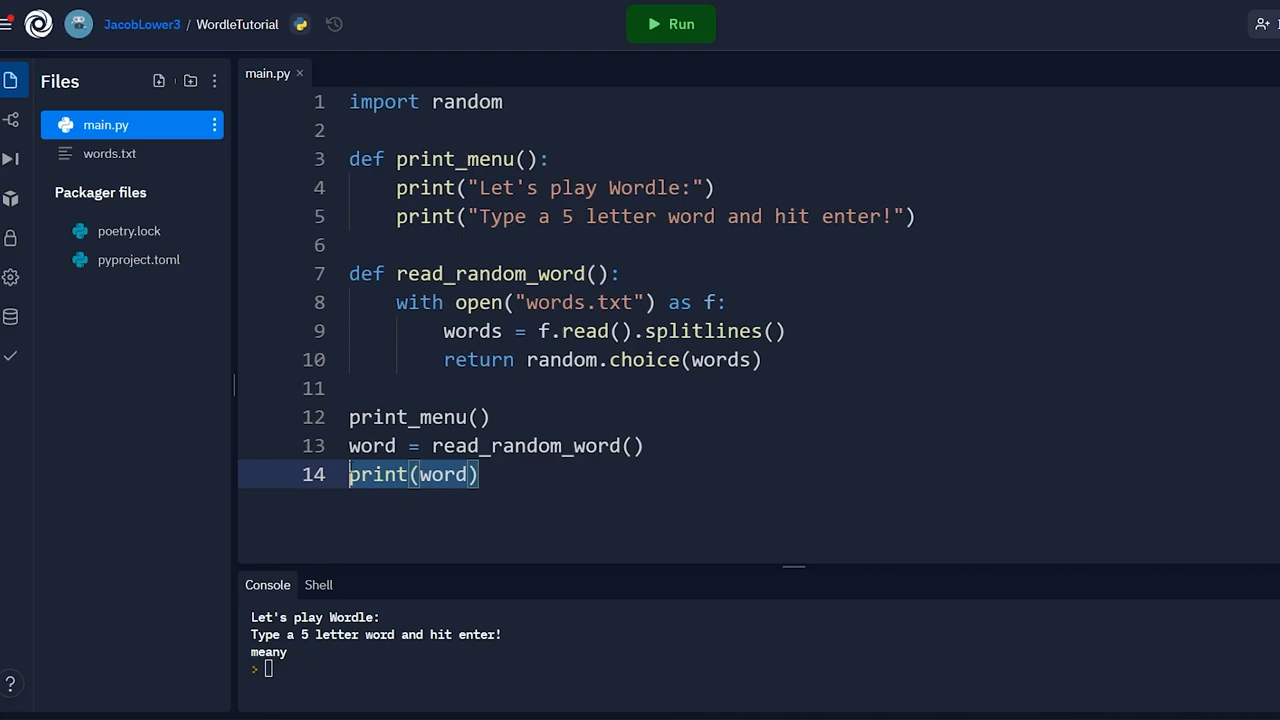 JacobLower3 / WordleTutorial
Run
Files
main.py
words.txt
Packager files
poetry.lock
pyproject.toml
main.py ×
1 import random
2
3 def print_menu():
4     print("Let's play Wordle:")
5     print("Type a 5 letter word and hit enter!")
6
7 def read_random_word():
8     with open("words.txt") as f:
9         words = f.read().splitlines()
10         return random.choice(words)
11
12 print_menu()
13 word = read_random_word()
14 print(word)
Console Shell
Let's play Wordle:
Type a 5 letter word and hit enter!
meany
>
?